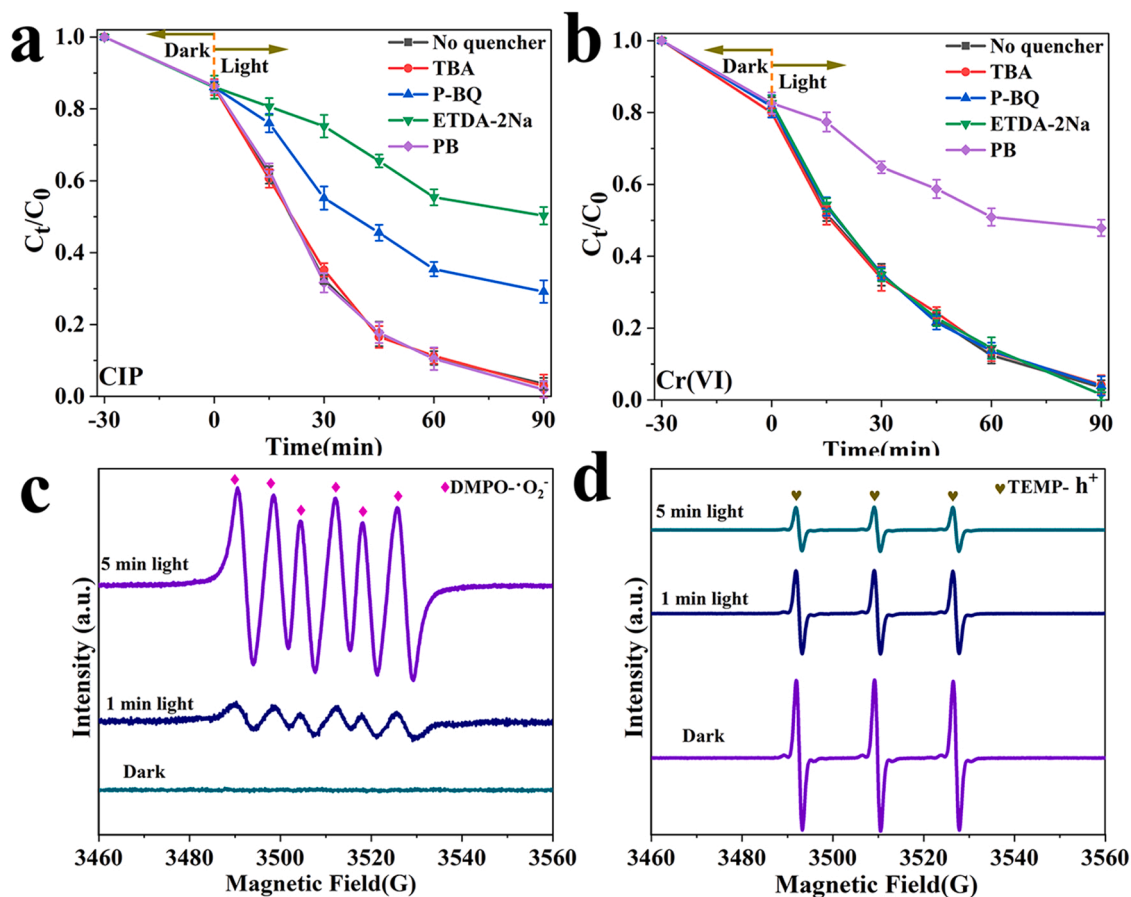 a
1.0
0.8
0.6
0.4
0.2
0.0
Ct/C0
Dark
Light
No quencher
TBA
P-BQ
ETDA-2Na
PB
CIP
-30 0 30 60 90
Time(min)
b
1.0
0.8
0.6
0.4
0.2
0.0
Ct/C0
Dark
Light
No quencher
TBA
P-BQ
ETDA-2Na
PB
Cr(VI)
-30 0 30 60 90
Time(min)
c
DMPO-·O2-
5 min light
1 min light
Dark
Intensity (a.u.)
3460 3480 3500 3520 3540 3560
Magnetic Field(G)
d
TEMP- h+
5 min light
1 min light
Dark
Intensity (a.u.)
3460 3480 3500 3520 3540 3560
Magnetic Field(G)